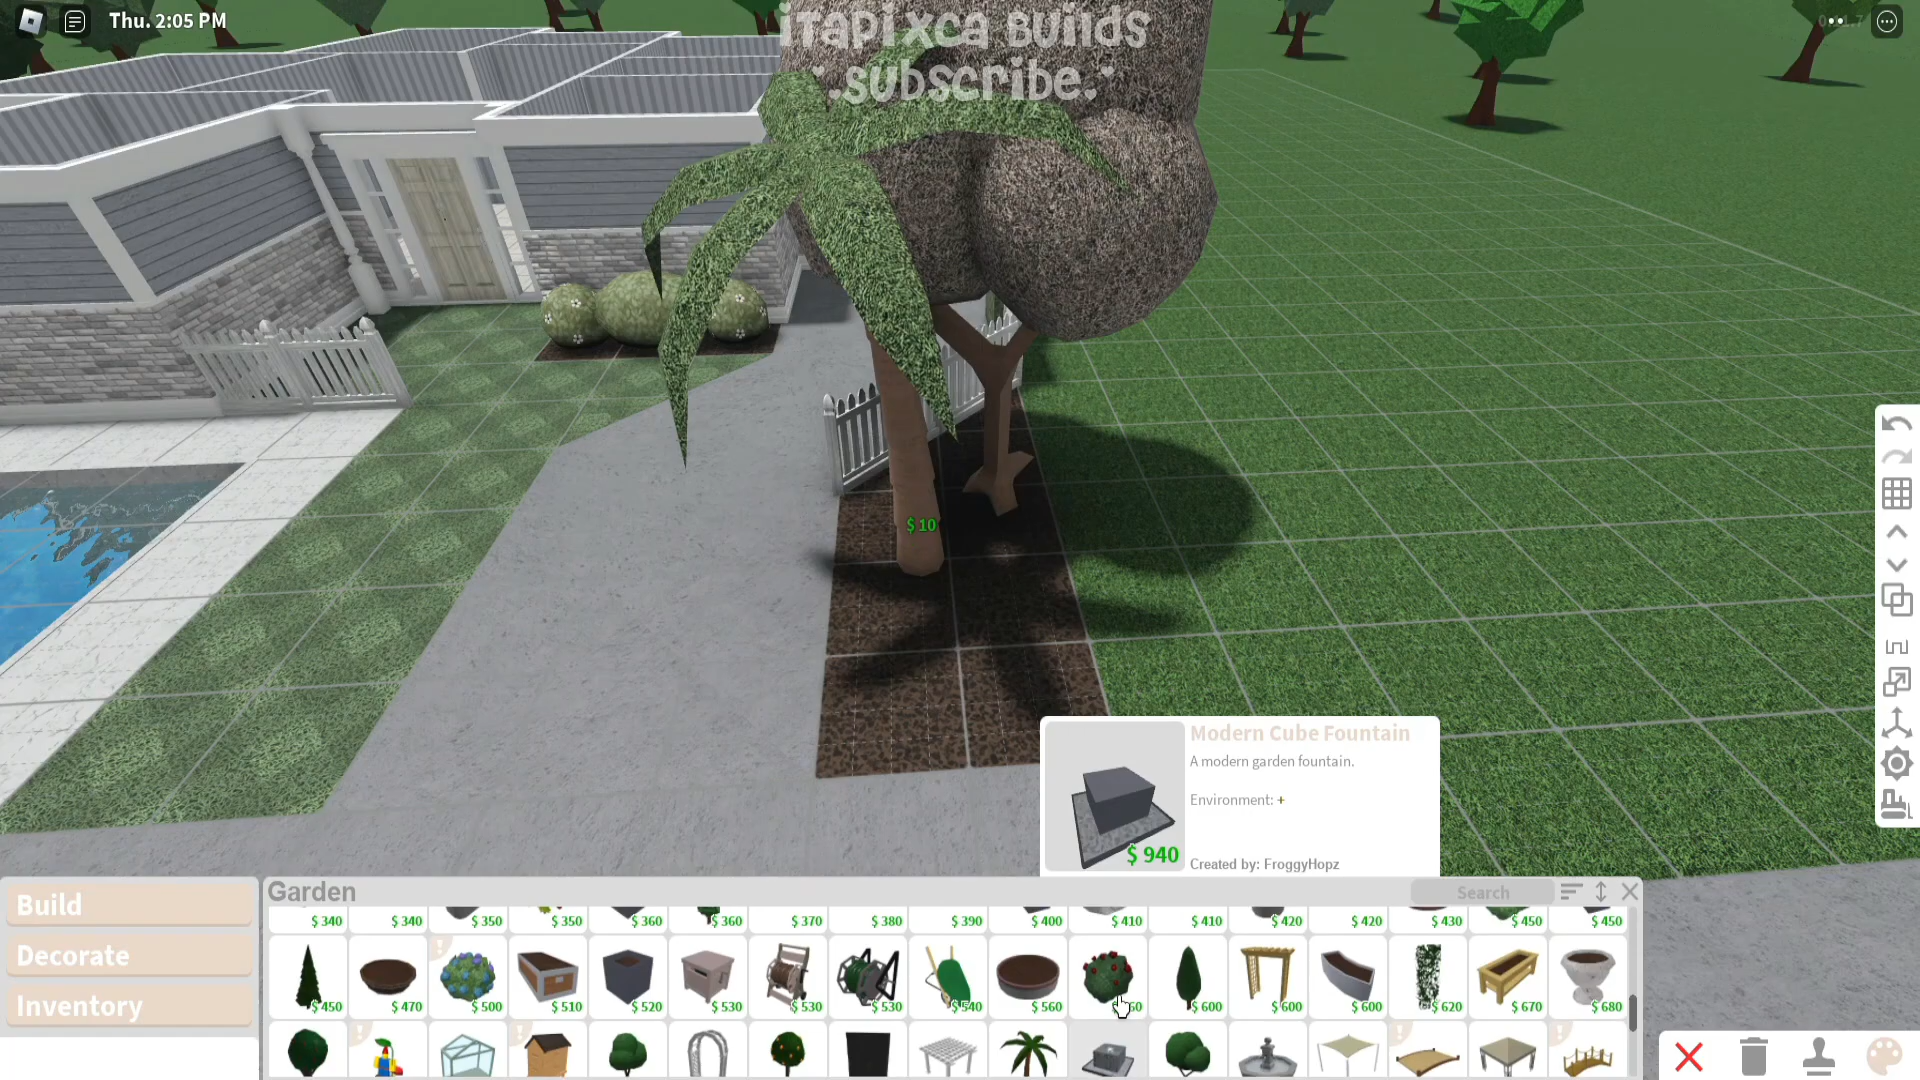 Thu. 2:05 PM
iTapixca Builds
.subscribe.
$ 10
Modern Cube Fountain
A modern garden fountain.
Environment: +
$ 940
Created by: FroggyHopz
Build
Decorate
Inventory
Garden
Search
$ 340 $ 340 $ 350 $ 350 $ 360 $ 360 $ 370 $ 380 $ 390 $ 400 $ 410 $ 410 $ 420 $ 420 $ 430 $ 450 $ 450
$ 450 $ 470 $ 500 $ 510 $ 520 $ 530 $ 530 $ 530 $ 540 $ 560 $ 600 $ 600 $ 600 $ 620 $ 670 $ 680